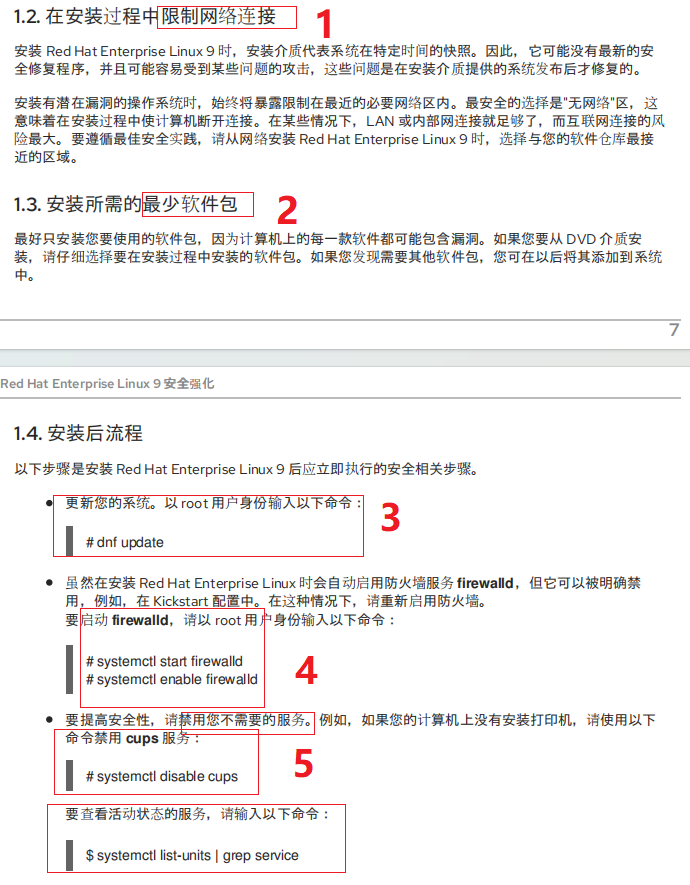 1.2. 在安装过程中限制网络连接
1
安装 Red Hat Enterprise Linux 9 时，安装介质代表系统在特定时间的快照。因此，它可能没有最新的安
全修复程序，并且可能容易受到某些问题的攻击，这些问题是在安装介质提供的系统发布后才修复的。
安装有潜在漏洞的操作系统时，始终将暴露限制在最近的必要网络区内。最安全的选择是"无网络"区，这
意味着在安装过程中使计算机断开连接。在某些情况下，LAN 或内部网连接就足够了，而互联网连接的风
险最大。要遵循最佳安全实践，请从网络安装 Red Hat Enterprise Linux 9 时，选择与您的软件仓库最接
近的区域。
1.3. 安装所需的最少软件包
2
最好只安装您要使用的软件包，因为计算机上的每一款软件都可能包含漏洞。如果您要从 DVD 介质安
装，请仔细选择要在安装过程中安装的软件包。如果您发现需要其他软件包，您可在以后将其添加到系统
中。
7
Red Hat Enterprise Linux 9 安全强化
1.4. 安装后流程
以下步骤是安装 Red Hat Enterprise Linux 9 后应立即执行的安全相关步骤。
● 更新您的系统。以 root 用户身份输入以下命令：
3
# dnf update
● 虽然在安装 Red Hat Enterprise Linux 时会自动启用防火墙服务 firewalld，但它可以被明确禁
用，例如，在 Kickstart 配置中。在这种情况下，请重新启用防火墙。
要启动 firewalld，请以 root 用户身份输入以下命令：
# systemctl start firewalld
4
# systemctl enable firewalld
● 要提高安全性，请禁用您不需要的服务。例如，如果您的计算机上没有安装打印机，请使用以下
命令禁用 cups 服务：
5
# systemctl disable cups
要查看活动状态的服务，请输入以下命令：
$ systemctl list-units | grep service